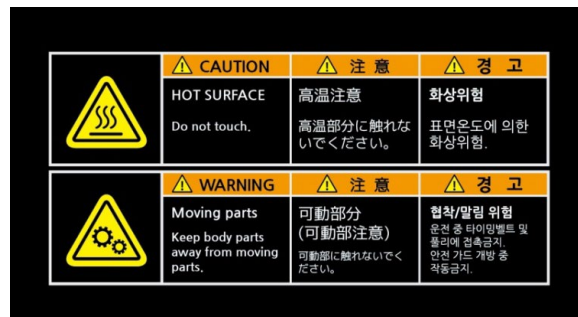 CAUTION
HOT SURFACE
Do not touch.
注意
高温注意
高温部分に触れな
いでください。
경고
화상위험
표면온도에 의한
화상위험.
WARNING
Moving parts
Keep body parts
away from moving
parts.
注意
可動部分
(可動部注意)
可動部に触れないでく
ださい。
경고
협착/말림 위험
운전 중 타이밍벨트 및
풀리에 접촉금지.
안전 가드 개방 중
작동금지.